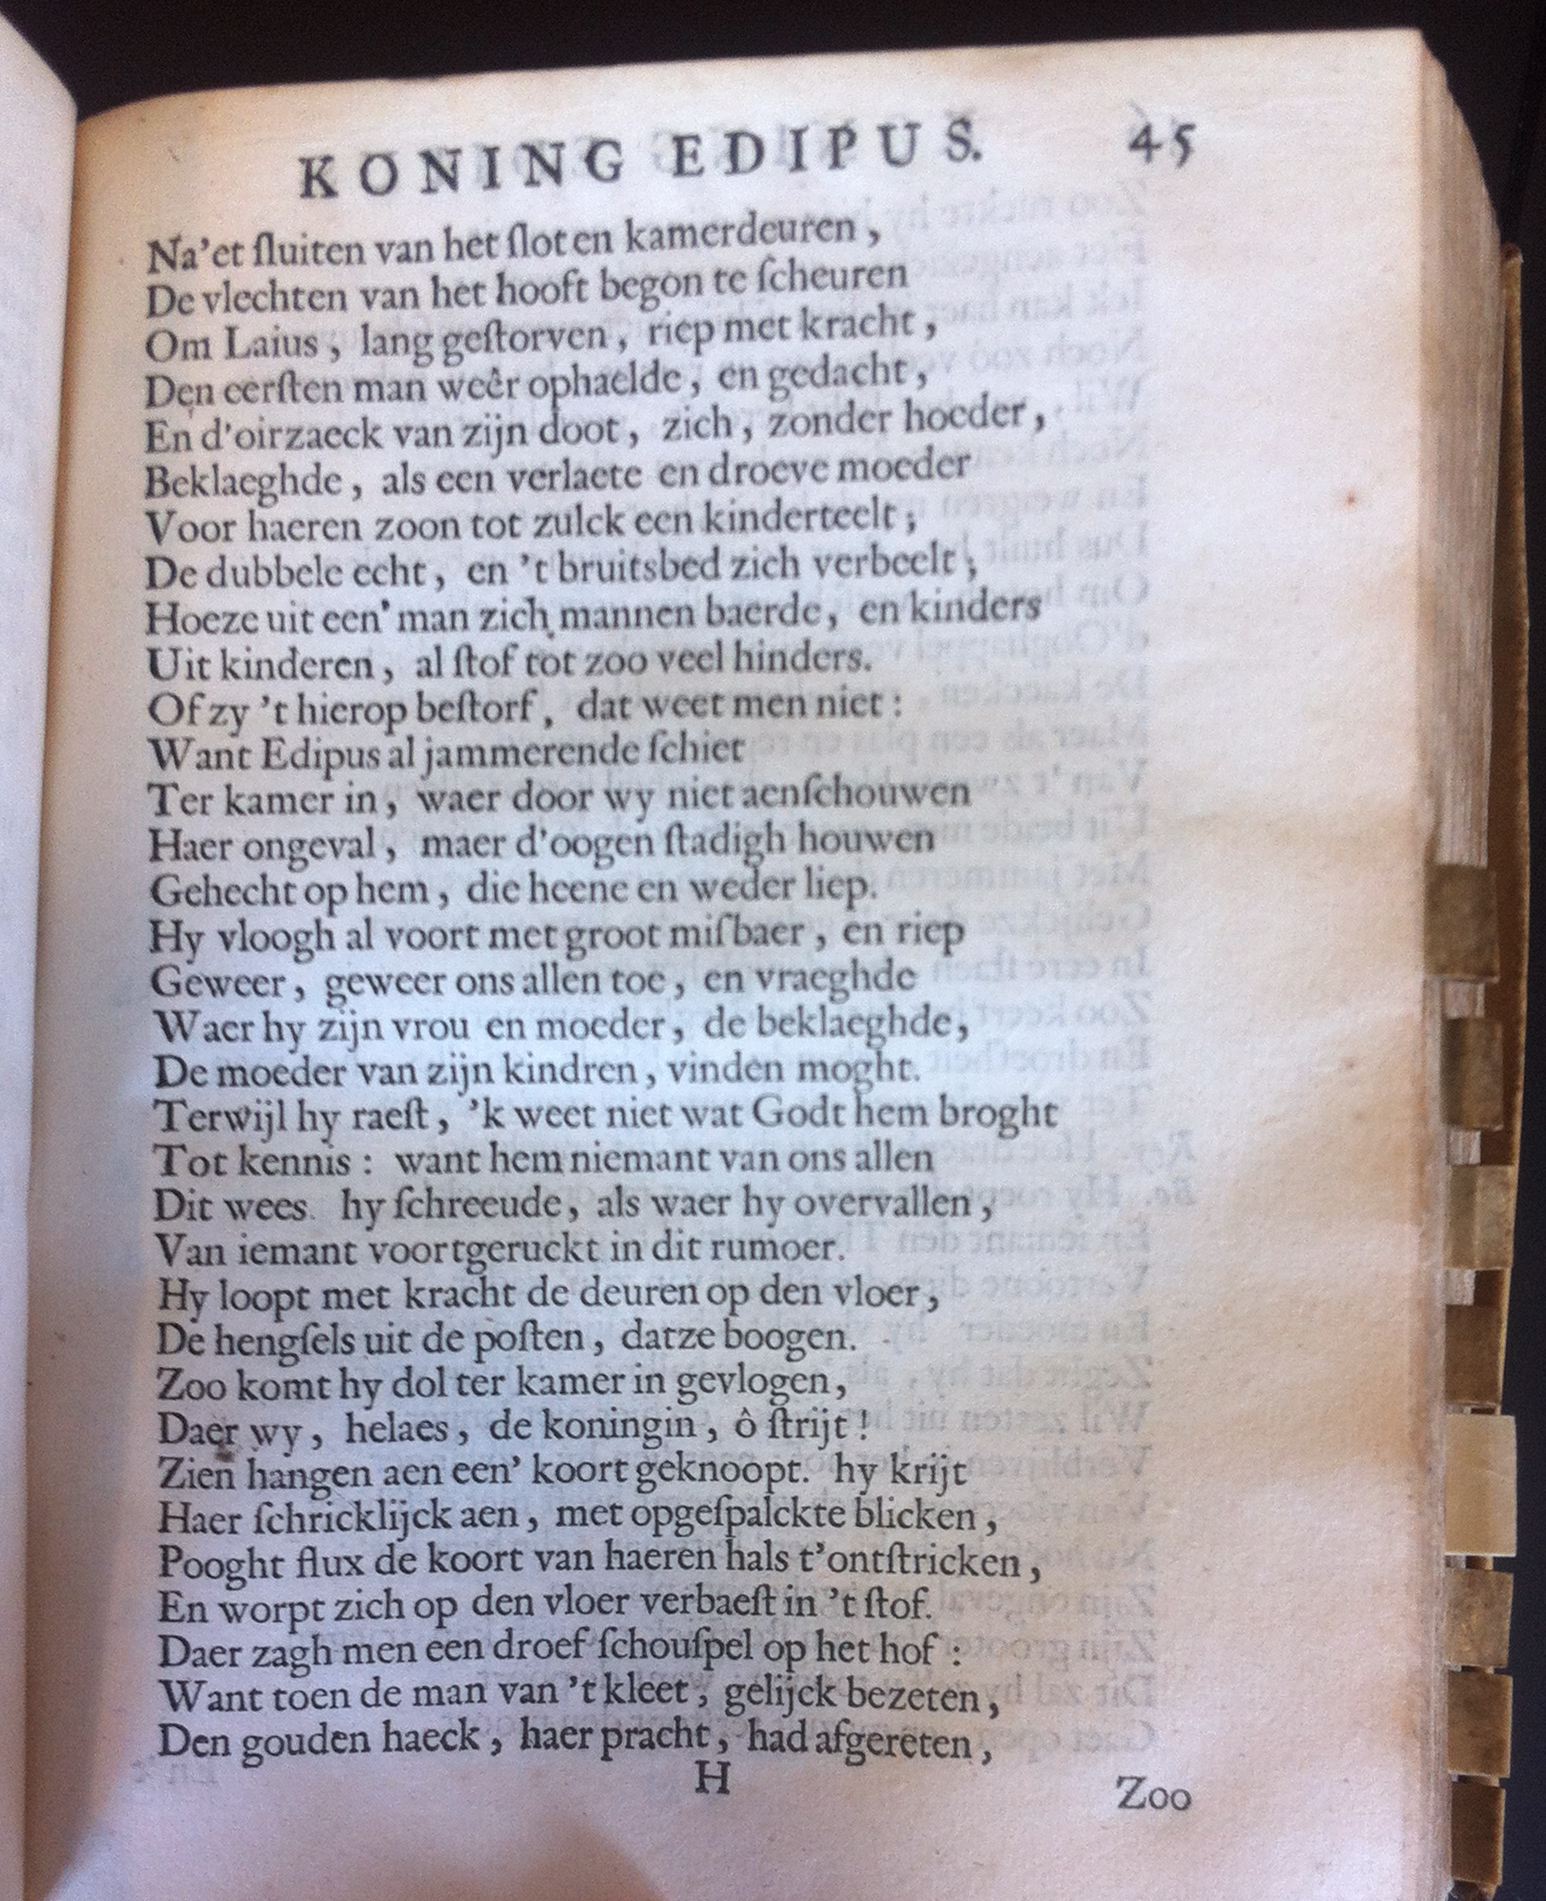 KONING EDIPUS. 45
Na'et ſluiten van het ſlot en kamerdeuren,
De vlechten van het hooft begon te ſcheuren
Om Laius, lang geſtorven, riep met kracht,
Den eerſten man weêr ophaelde, en gedacht,
En d'oirzaeck van zijn doot, zich, zonder hoeder,
Beklaeghde, als een verlaete en droeve moeder
Voor haeren zoon tot zulck een kinderteelt;
De dubbele echt, en 't bruitsbed zich verbeelt;
Hoeze uit een' man zich mannen baerde, en kinders
Uit kinderen, al ſtof tot zoo veel hinders.
Of zy 't hierop beſtorf, dat weet men niet:
Want Edipus al jammerende ſchiet
Ter kamer in, waer door wy niet aenſchouwen
Haer ongeval, maer d'oogen ſtadigh houwen
Gehecht op hem, die heene en weder liep.
Hy vloogh al voort met groot miſbaer, en riep
Geweer, geweer ons allen toe, en vraeghde
Waer hy zijn vrou en moeder, de beklaeghde,
De moeder van zijn kindren, vinden moght.
Terwijl hy raeſt, 'k weet niet wat Godt hem broght
Tot kennis: want hem niemant van ons allen
Dit wees. hy ſchreeude, als waer hy overvallen,
Van iemant voortgeruckt in dit rumoer.
Hy loopt met kracht de deuren op den vloer,
De hengſels uit de poſten, datze boogen.
Zoo komt hy dol ter kamer in gevlogen,
Daer wy, helaes, de koningin, ô ſtrijt!
Zien hangen aen een' koort geknoopt. hy krijt
Haer ſchricklijck aen, met opgeſpalckte blicken,
Pooght flux de koort van haeren hals t'ontſtricken,
En worpt zich op den vloer verbaeſt in 't ſtof.
Daer zagh men een droef ſchouſpel op het hof:
Want toen de man van 't kleet, gelijck bezeten,
Den gouden haeck, haer pracht, had afgereten,
H
Zoo